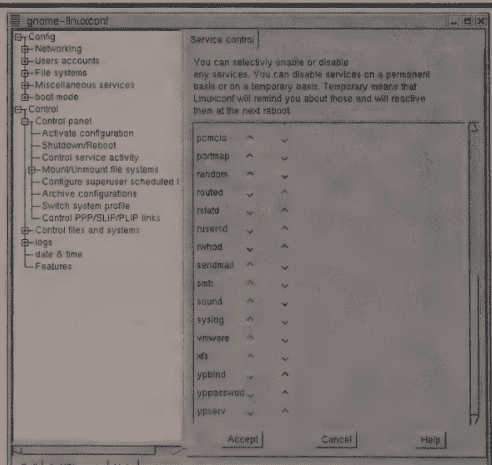 gnome-linuxconf
Config
Networking
Users accounts
File systems
Miscellaneous services
boot mode
Control
Control panel
Activate configuration
Shutdown/Reboot
Control service activity
Mount/Unmount file systems
Configure superuser scheduled t
Archive configurations
Switch system profile
Control PPP/SLIP/PLIP links
Control files and systems
logs
date & time
Features
Service control
You can selectivly enable or disable
any services. You can disable services on a permanent
basis or on a temporary basis. Temporary means that
Linuxconf will remind you about those and will reactive
them at the next reboot.
pcmcia
portmap
random
routed
rstatd
rusersd
rwhod
sendmail
smb
sound
syslog
vmware
xfs
ypbind
yppasswdd
ypserv
Accept Cancel Help